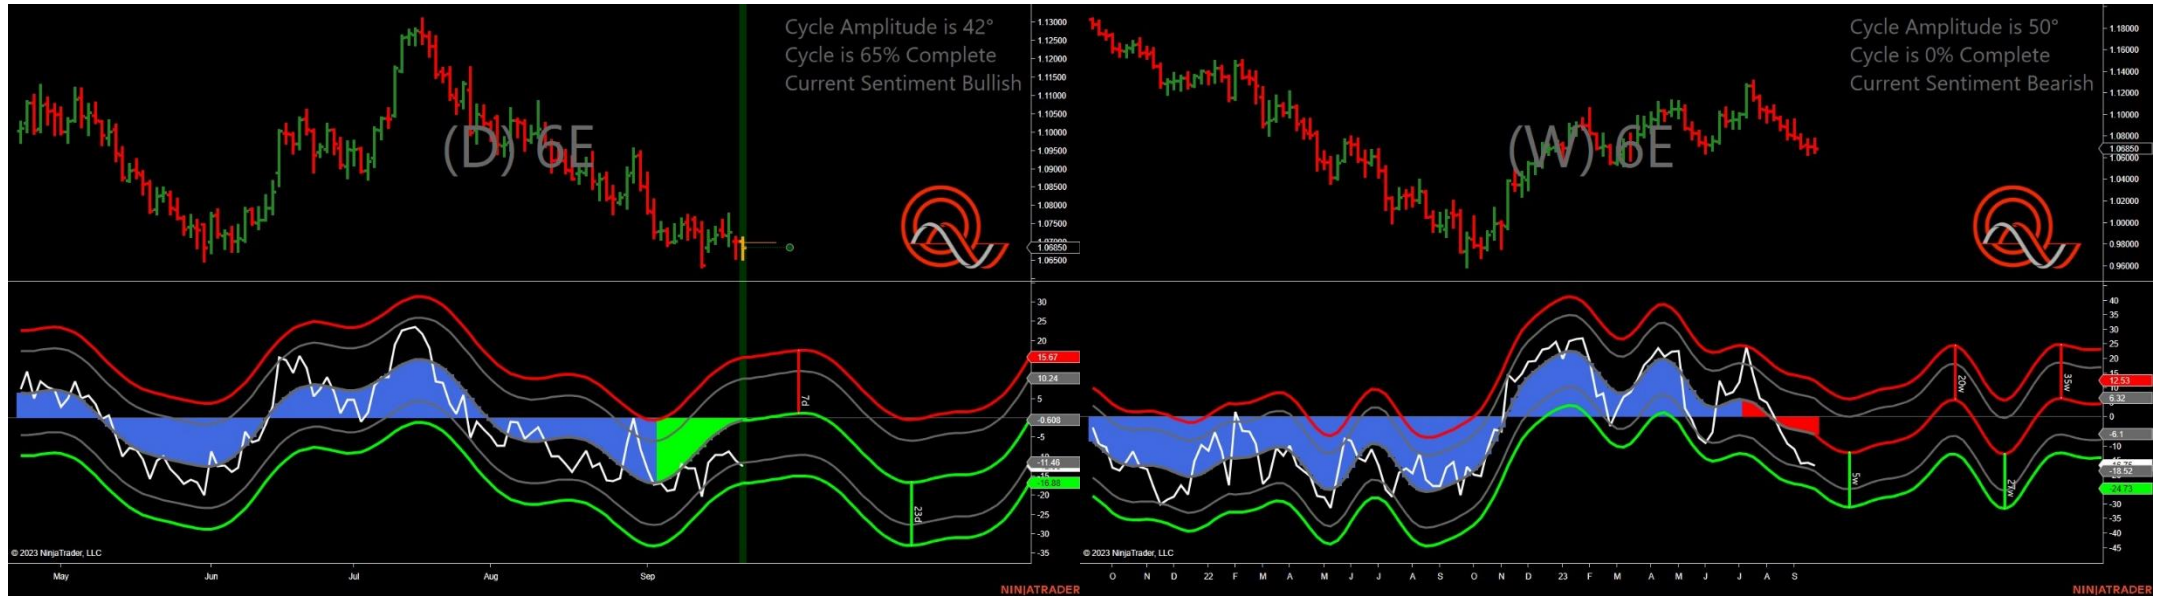 Cycle Amplitude is 42°
Cycle is 65% Complete
Current Sentiment Bullish
(D) 6E
1.13000
1.12500
1.12000
1.11500
1.11000
1.10500
1.10000
1.09500
1.09000
1.08500
1.08000
1.07500
1.06850
1.06500
30
25
20
15.67
10.24
5
-0.608
-5
-11.46
-16.88
-20
-25
-30
-35
7d
23d
© 2023 NinjaTrader, LLC
May Jun Jul Aug Sep
NINJATRADER
Cycle Amplitude is 50°
Cycle is 0% Complete
Current Sentiment Bearish
(W) 6E
1.18000
1.16000
1.14000
1.12000
1.10000
1.08000
1.06850
1.06000
1.04000
1.02000
1.00000
0.98000
0.96000
40
35
30
25
20
15
12.53
6.32
0
-6.1
-10
-18.52
-24.73
-30
-35
-40
-45
5w
20w
27w
35w
© 2023 NinjaTrader, LLC
O N D 22 F M A M J J A S O N D 23 F M A M J J A S
NINJATRADER